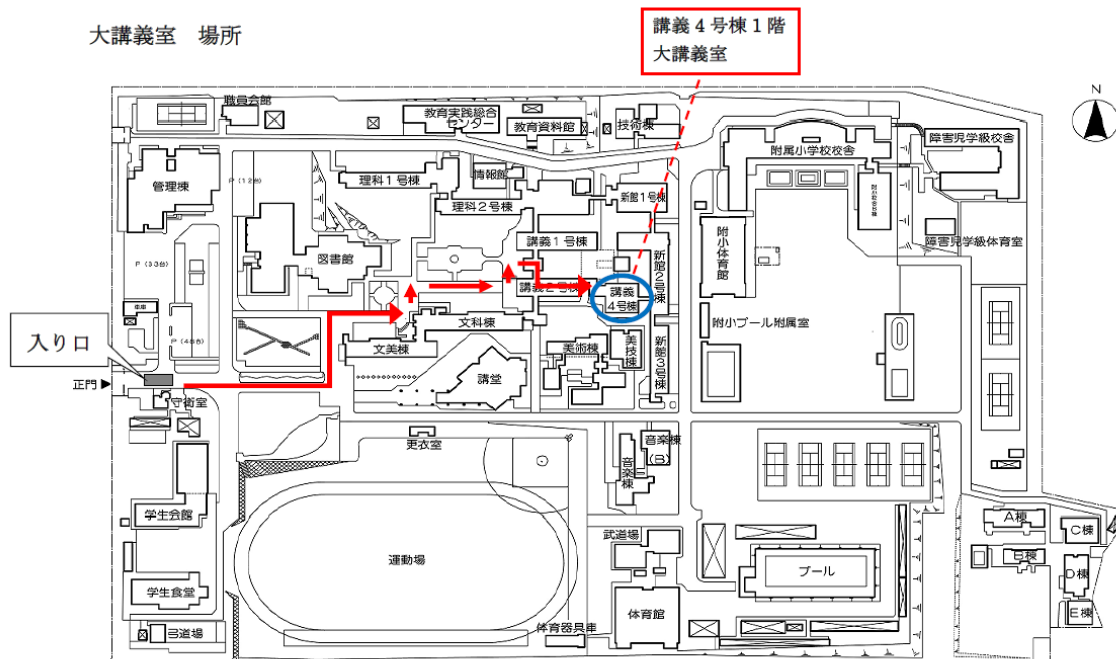 大講義室 場所
講義4号棟1階
大講義室
N
職員会館
教育実践総合
センター
教育資料館
技術棟
附属小学校校舎
障害児学級校舎
管理棟
P (12台)
理科1号棟
情報館
理科2号棟
新館1号棟
附小体育館
障害児学級体育室
図書館
講義1号棟
新館2号棟
P (33台)
車庫
講義2号棟
講義
4号棟
P (48台)
入り口
文科棟
文美棟
美術棟
美技棟
新館3号棟
附小プール附属室
正門
守衛室
講堂
更衣室
音楽棟
(B)
音楽棟
学生会館
運動場
武道場
プール
A棟
C棟
B棟
D棟
E棟
学生食堂
体育館
弓道場
体育器具庫